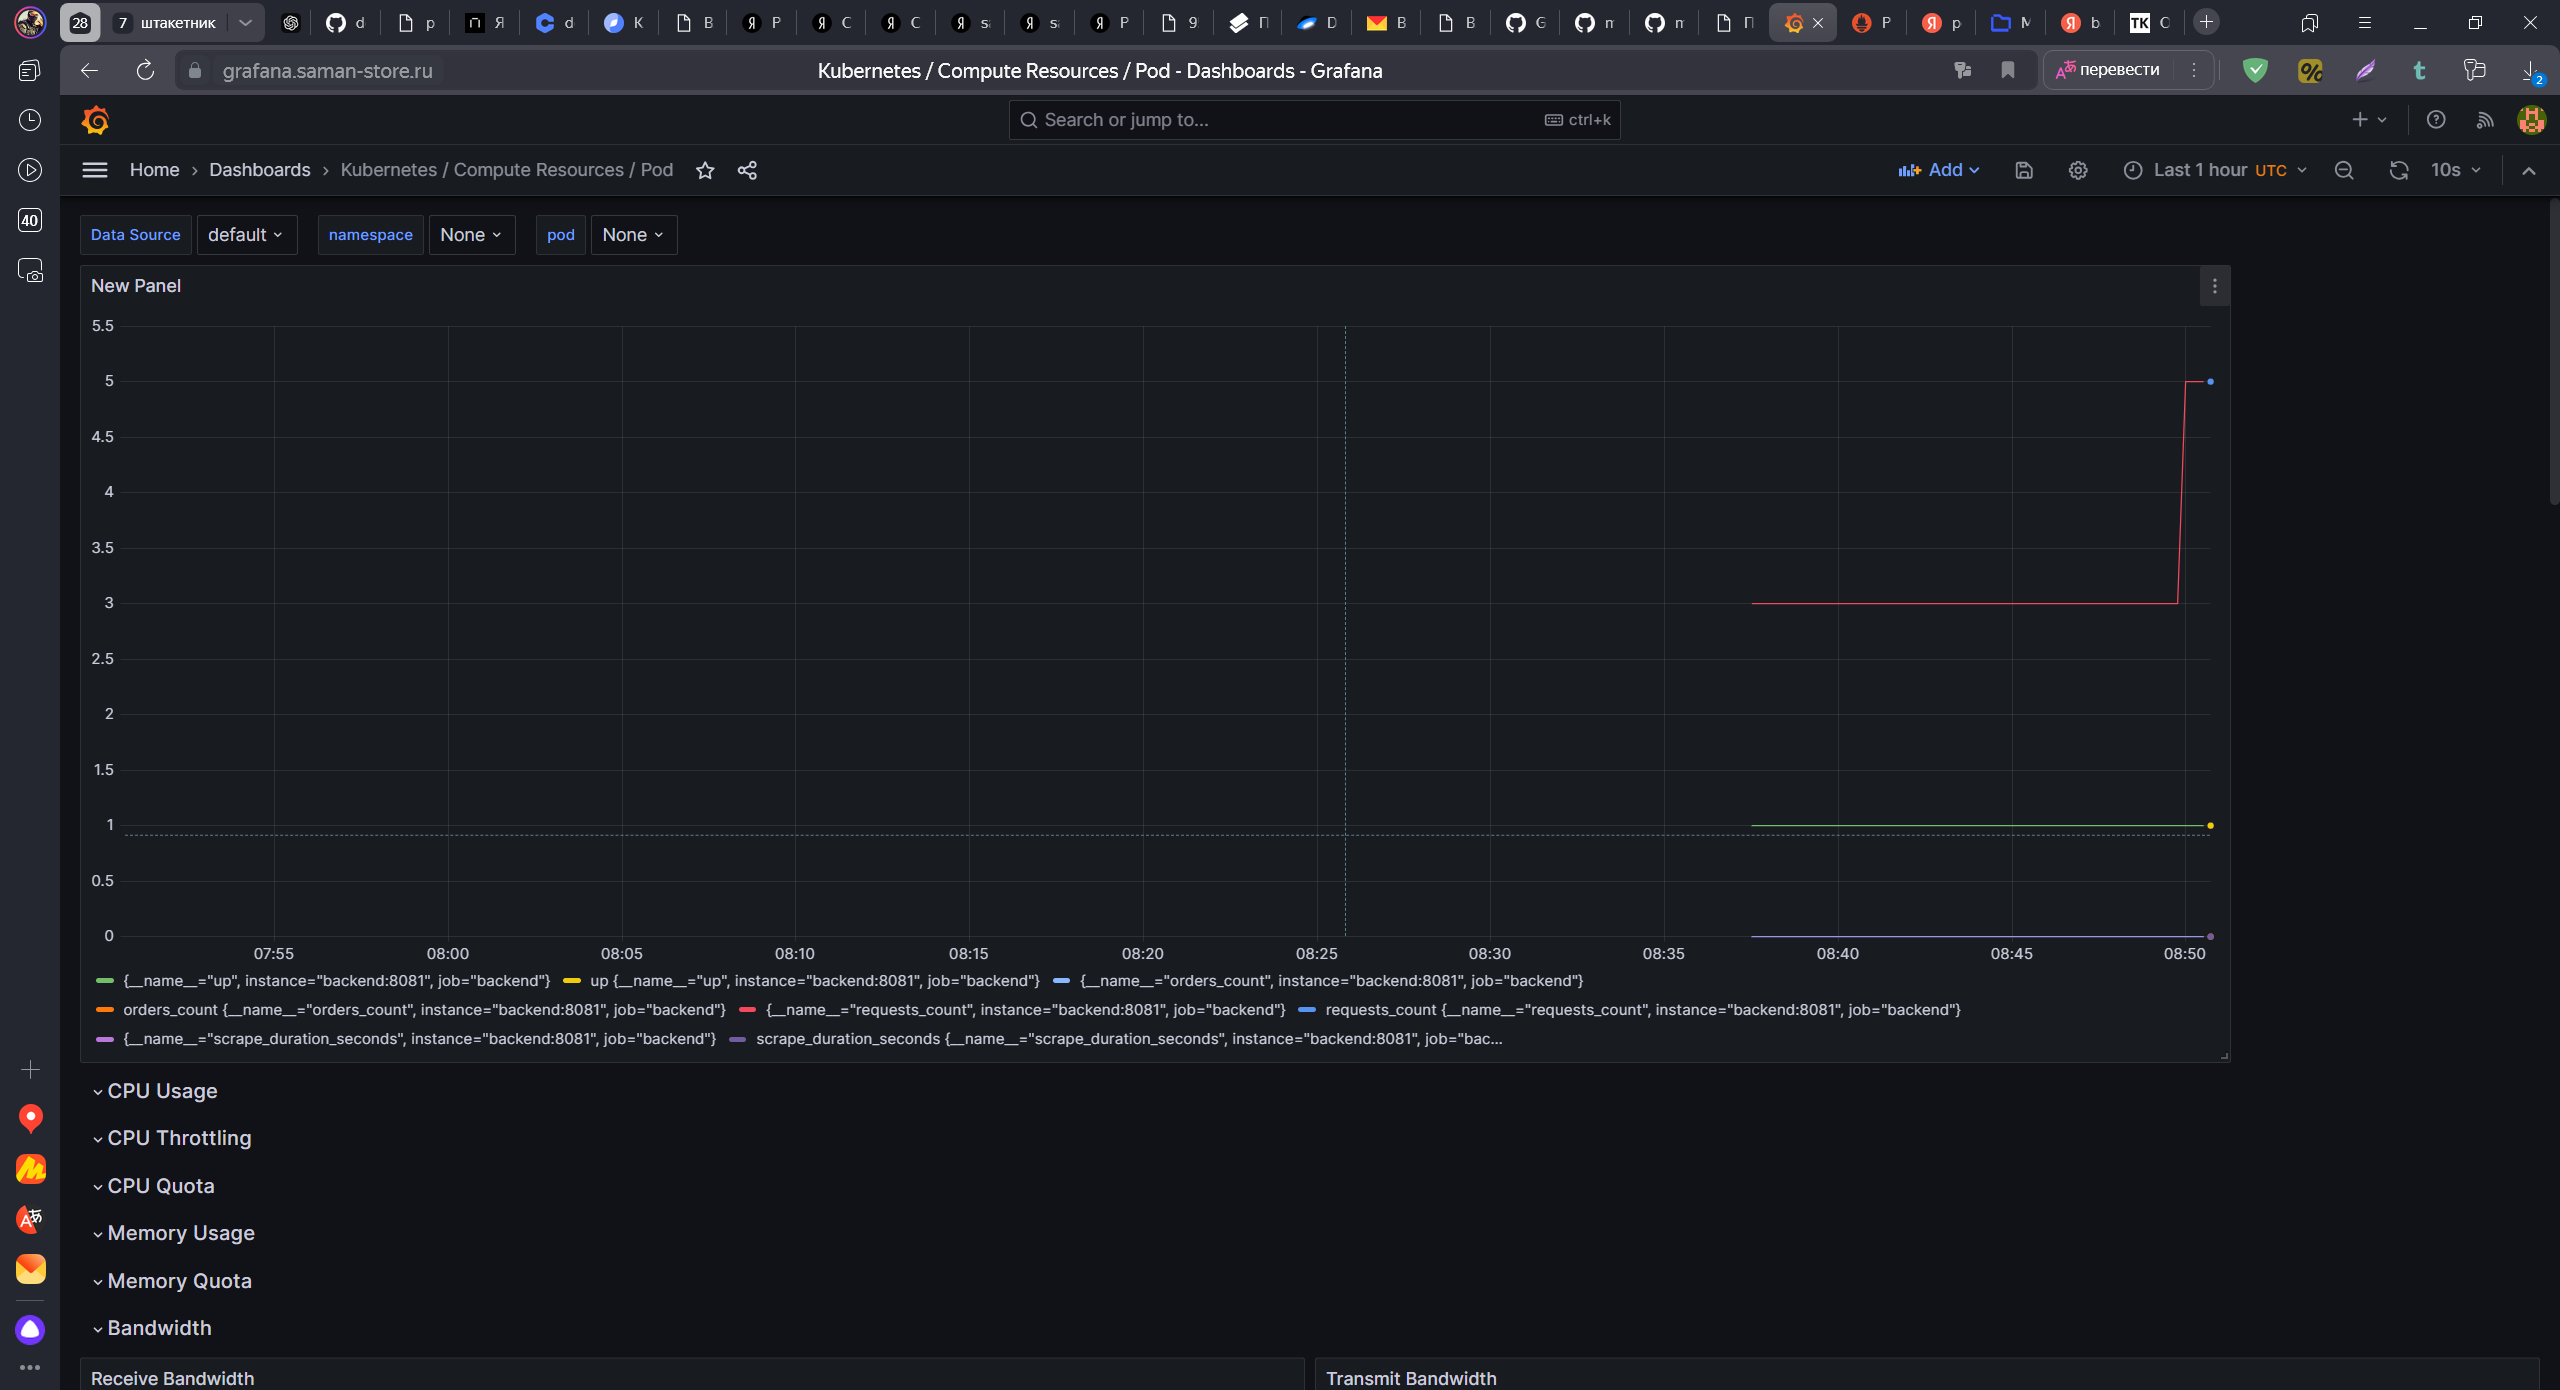 28 7 штакетник d p Я d K B P C C s s P 9 П D B B G n n П P p M b TK C
grafana.saman-store.ru Kubernetes / Compute Resources / Pod - Dashboards - Grafana перевести 2
Search or jump to... ctrl+k
Home › Dashboards › Kubernetes / Compute Resources / Pod Add Last 1 hour UTC 10s
40
Data Source default namespace None pod None
New Panel
5.5
5
4.5
4
3.5
3
2.5
2
1.5
1
0.5
0
07:55 08:00 08:05 08:10 08:15 08:20 08:25 08:30 08:35 08:40 08:45 08:50
{__name__="up", instance="backend:8081", job="backend"} up {__name__="up", instance="backend:8081", job="backend"} {__name__="orders_count", instance="backend:8081", job="backend"}
orders_count {__name__="orders_count", instance="backend:8081", job="backend"} {__name__="requests_count", instance="backend:8081", job="backend"} requests_count {__name__="requests_count", instance="backend:8081", job="backend"}
{__name__="scrape_duration_seconds", instance="backend:8081", job="backend"} scrape_duration_seconds {__name__="scrape_duration_seconds", instance="backend:8081", job="bac...
CPU Usage
CPU Throttling
CPU Quota
Memory Usage
Memory Quota
Bandwidth
Receive Bandwidth Transmit Bandwidth